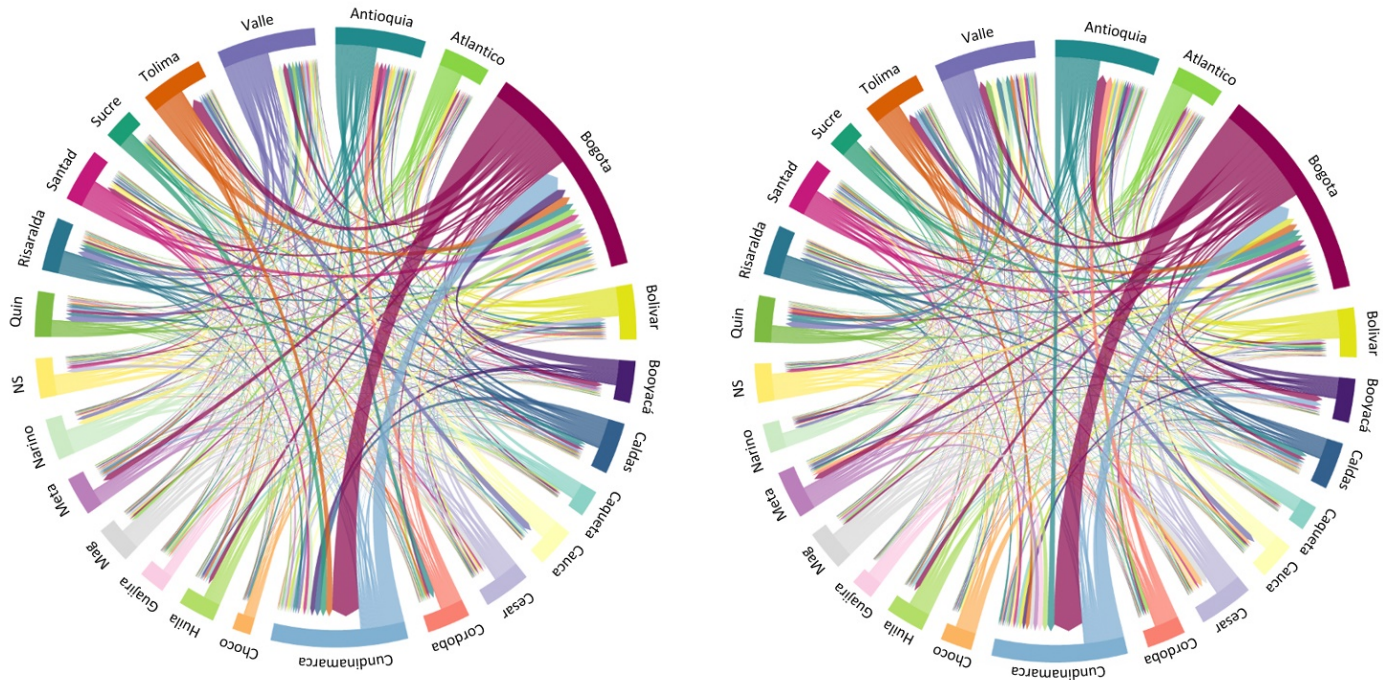 Antioquia
Atlantico
Bogota
Bolivar
Booyacá
Caldas
Caqueta
Cauca
Cesar
Cordoba
Cundinamarca
Choco
Huila
Guajira
Mag
Meta
Narino
NS
Quin
Risaralda
Santad
Sucre
Tolima
Valle
Antioquia
Atlantico
Bogota
Bolivar
Booyacá
Caldas
Caqueta
Cauca
Cesar
Cordoba
Cundinamarca
Choco
Huila
Guajira
Mag
Meta
Narino
NS
Quin
Risaralda
Santad
Sucre
Tolima
Valle